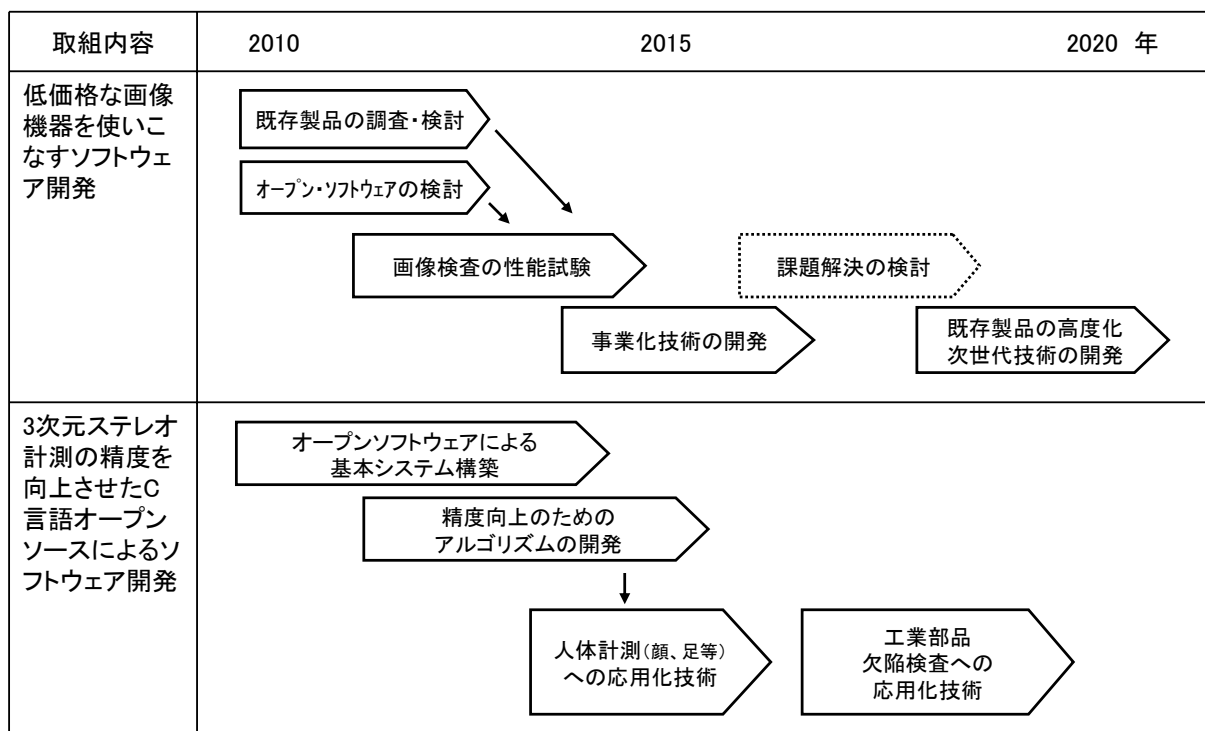 取組内容 2010 2015 2020 年
低価格な画像
機器を使いこ
なすソフトウェ
ア開発
既存製品の調査・検討
オープン・ソフトウェアの検討
画像検査の性能試験
課題解決の検討
事業化技術の開発
既存製品の高度化
次世代技術の開発
3次元ステレオ
計測の精度を
向上させたC
言語オープン
ソースによるソ
フトウェア開発
オープンソフトウェアによる
基本システム構築
精度向上のための
アルゴリズムの開発
人体計測(顔、足等)
への応用化技術
工業部品
欠陥検査への
応用化技術